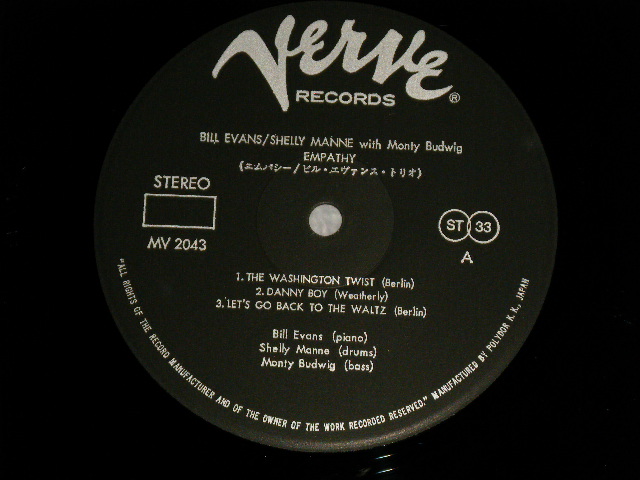 Verve
RECORDS ®
BILL EVANS/SHELLY MANNE with Monty Budwig
EMPATHY
(エムパシー/ビル・エヴァンス・トリオ)
STEREO
MV 2043
ST 33
A
1. THE WASHINGTON TWIST (Berlin)
2. DANNY BOY (Weatherly)
3. LET'S GO BACK TO THE WALTZ (Berlin)
Bill Evans (piano)
Shelly Manne (drums)
Monty Budwig (bass)
"ALL RIGHTS OF THE RECORD MANUFACTURER AND OF THE OWNER OF THE WORK RECORDED RESERVED." MANUFACTURED BY POLYDOR K.K., JAPAN